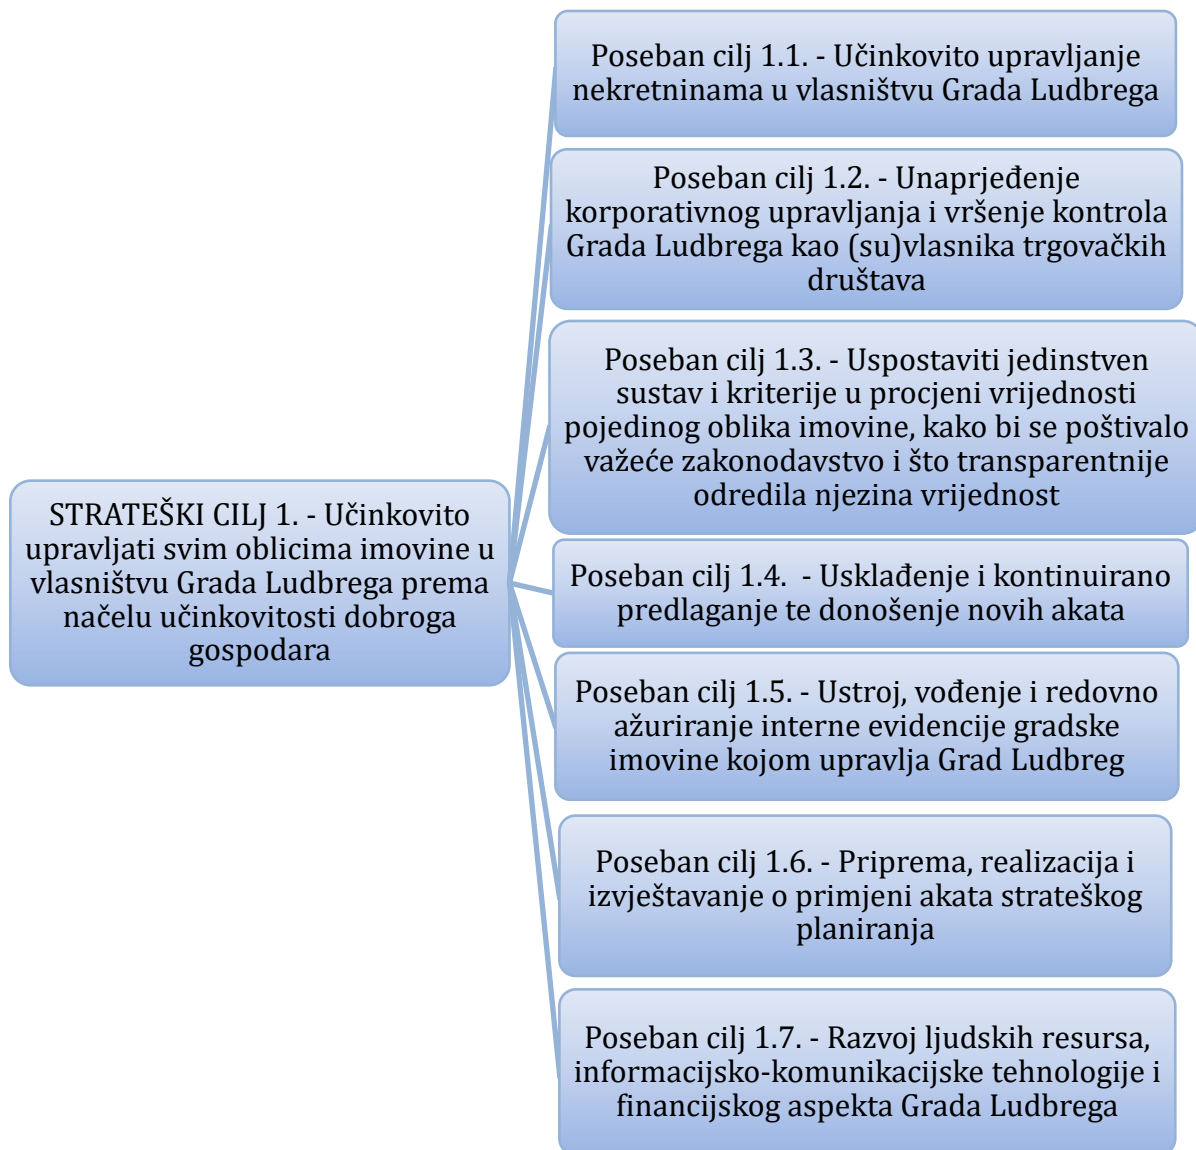 STRATEŠKI CILJ 1. - Učinkovito
upravljati svim oblicima imovine u
vlasništvu Grada Ludbrega prema
načelu učinkovitosti dobroga
gospodara
Poseban cilj 1.1. - Učinkovito upravljanje
nekretninama u vlasništvu Grada Ludbrega
Poseban cilj 1.2. - Unaprjeđenje
korporativnog upravljanja i vršenje kontrola
Grada Ludbrega kao (su)vlasnika trgovačkih
društava
Poseban cilj 1.3. - Uspostaviti jedinstven
sustav i kriterije u procjeni vrijednosti
pojedinog oblika imovine, kako bi se poštivalo
važeće zakonodavstvo i što transparentnije
odredila njezina vrijednost
Poseban cilj 1.4.  - Usklađenje i kontinuirano
predlaganje te donošenje novih akata
Poseban cilj 1.5. - Ustroj, vođenje i redovno
ažuriranje interne evidencije gradske
imovine kojom upravlja Grad Ludbreg
Poseban cilj 1.6. - Priprema, realizacija i
izvještavanje o primjeni akata strateškog
planiranja
Poseban cilj 1.7. - Razvoj ljudskih resursa,
informacijsko-komunikacijske tehnologije i
financijskog aspekta Grada Ludbrega